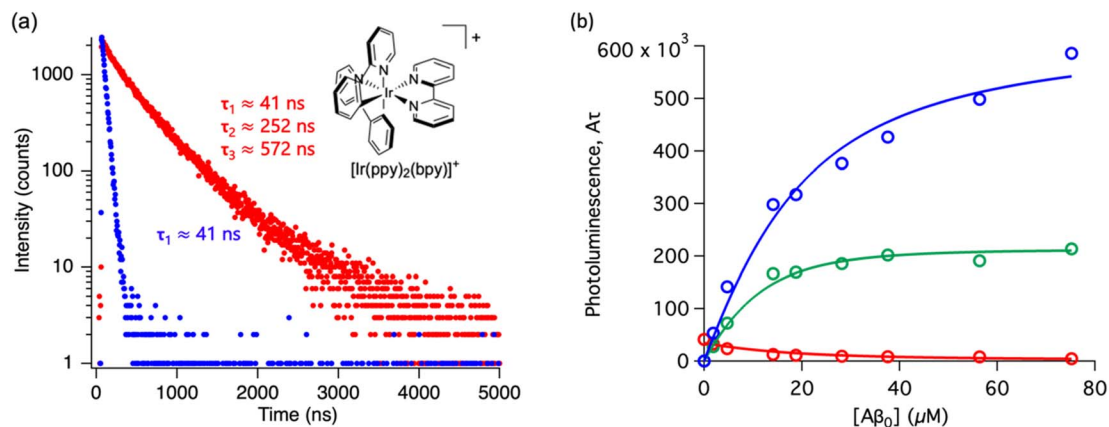 (a)
Intensity (counts)
1000
100
10
1
0
1000
2000
3000
4000
5000
Time (ns)
τ₁ ≈ 41 ns
τ₂ ≈ 252 ns
τ₃ ≈ 572 ns
τ₁ ≈ 41 ns
N
N
Ir
N
N
+
[Ir(ppy)₂(bpy)]⁺
(b)
Photoluminescence, Aτ
600 x 10³
500
400
300
200
100
0
0
20
40
60
80
[Aβ₀] (μM)